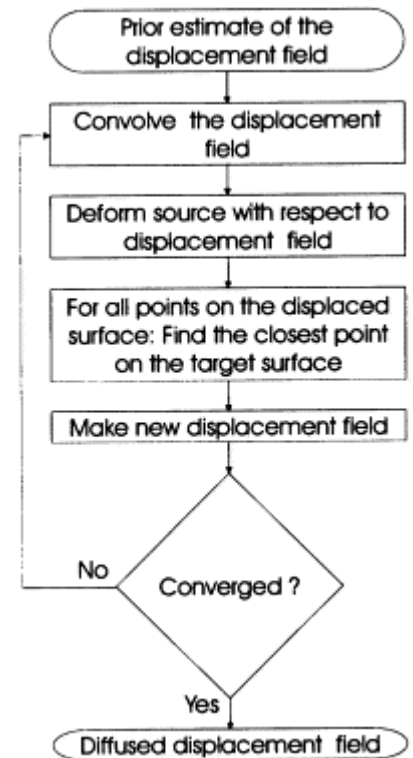 Prior estimate of the
displacement field
Convolve the displacement
field
Deform source with respect to
displacement field
For all points on the displaced
surface: Find the closest point
on the target surface
Make new displacement field
No
Converged ?
Yes
Diffused displacement field